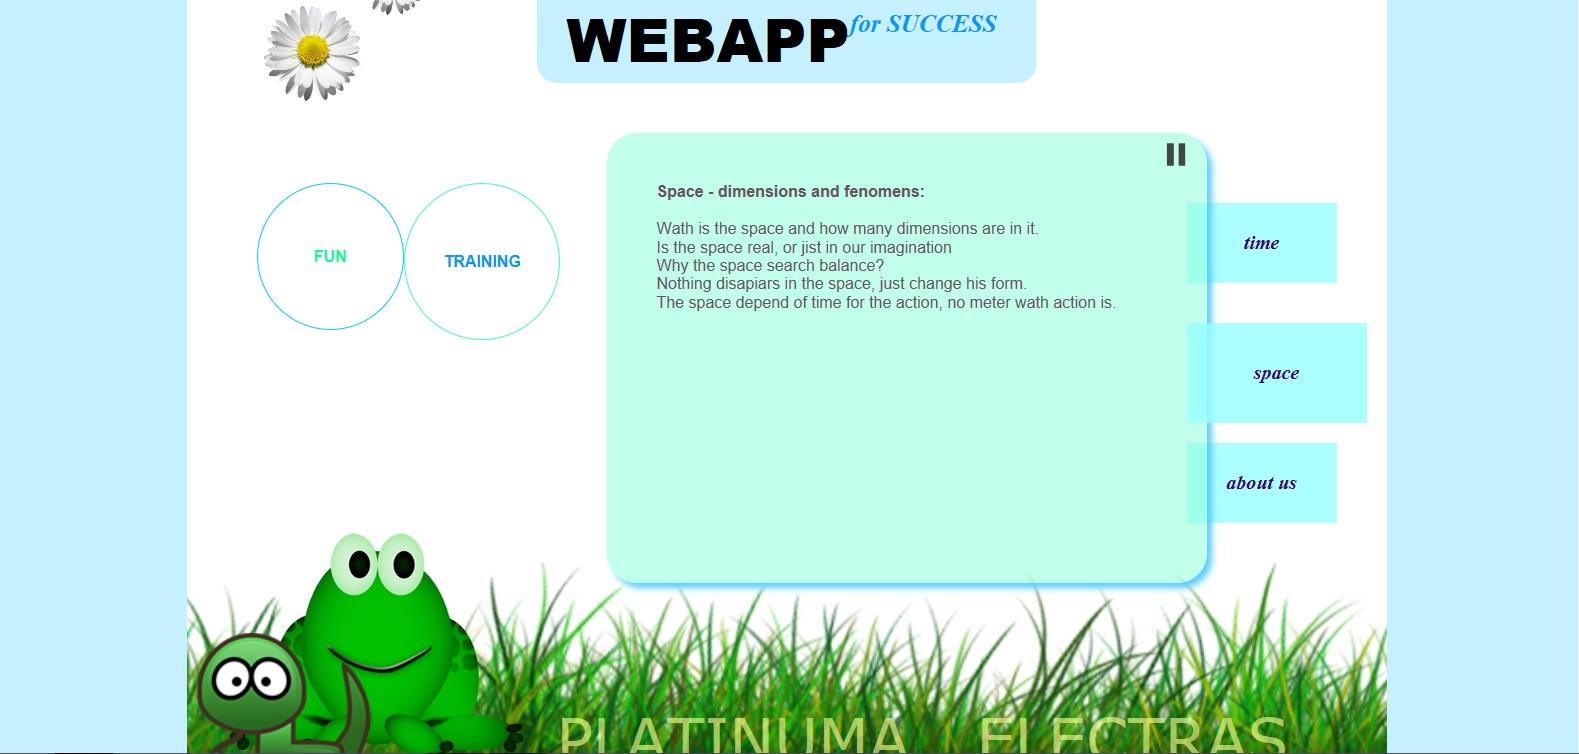 WEBAPP for SUCCESS
FUN
TRAINING
Space - dimensions and fenomens:
Wath is the space and how many dimensions are in it.
Is the space real, or jist in our imagination
Why the space search balance?
Nothing disapiars in the space, just change his form.
The space depend of time for the action, no meter wath action is.
time
space
about us
PLATINUMA ELECTRAS